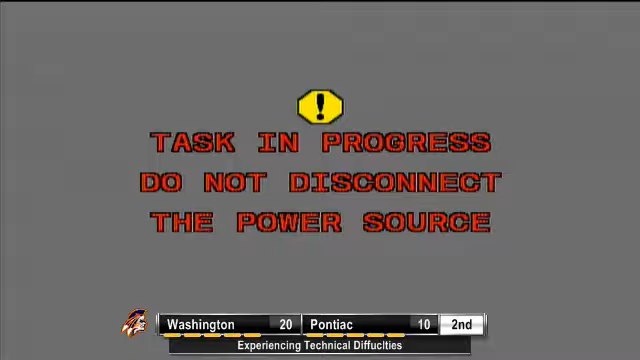 !
TASK IN PROGRESS
DO NOT DISCONNECT
THE POWER SOURCE
Washington 20 Pontiac 10 2nd
Experiencing Technical Diffuclties